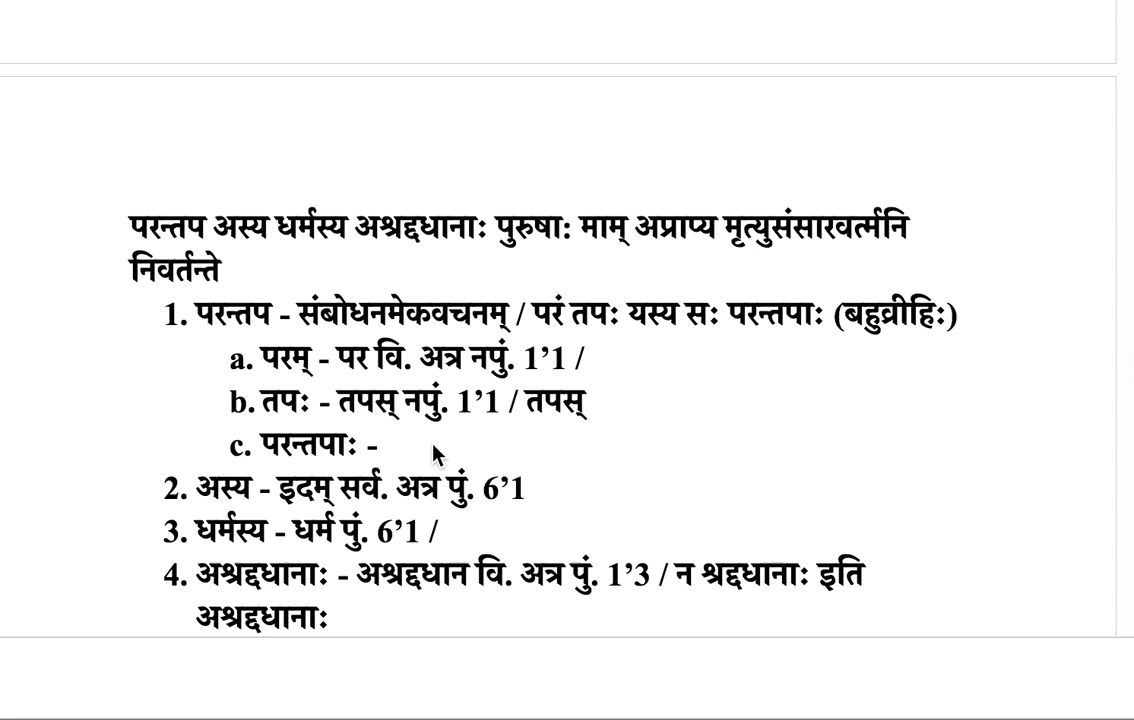 परन्तप अस्य धर्मस्य अश्रद्दधानाः पुरुषा: माम् अप्राप्य मृत्युसंसारवर्त्मनि
निवर्तन्ते
1. परन्तप - संबोधनमेकवचनम् / परं तपः यस्य सः परन्तपाः (बहुव्रीहिः)
a. परम् - पर वि. अत्र नपुं. 1’1 /
b. तपः - तपस् नपुं. 1’1 / तपस्
c. परन्तपाः -
2. अस्य - इदम् सर्व. अत्र पुं. 6’1
3. धर्मस्य - धर्म पुं. 6’1 /
4. अश्रद्दधानाः - अश्रद्दधान वि. अत्र पुं. 1’3 / न श्रद्दधानाः इति
अश्रद्दधानाः